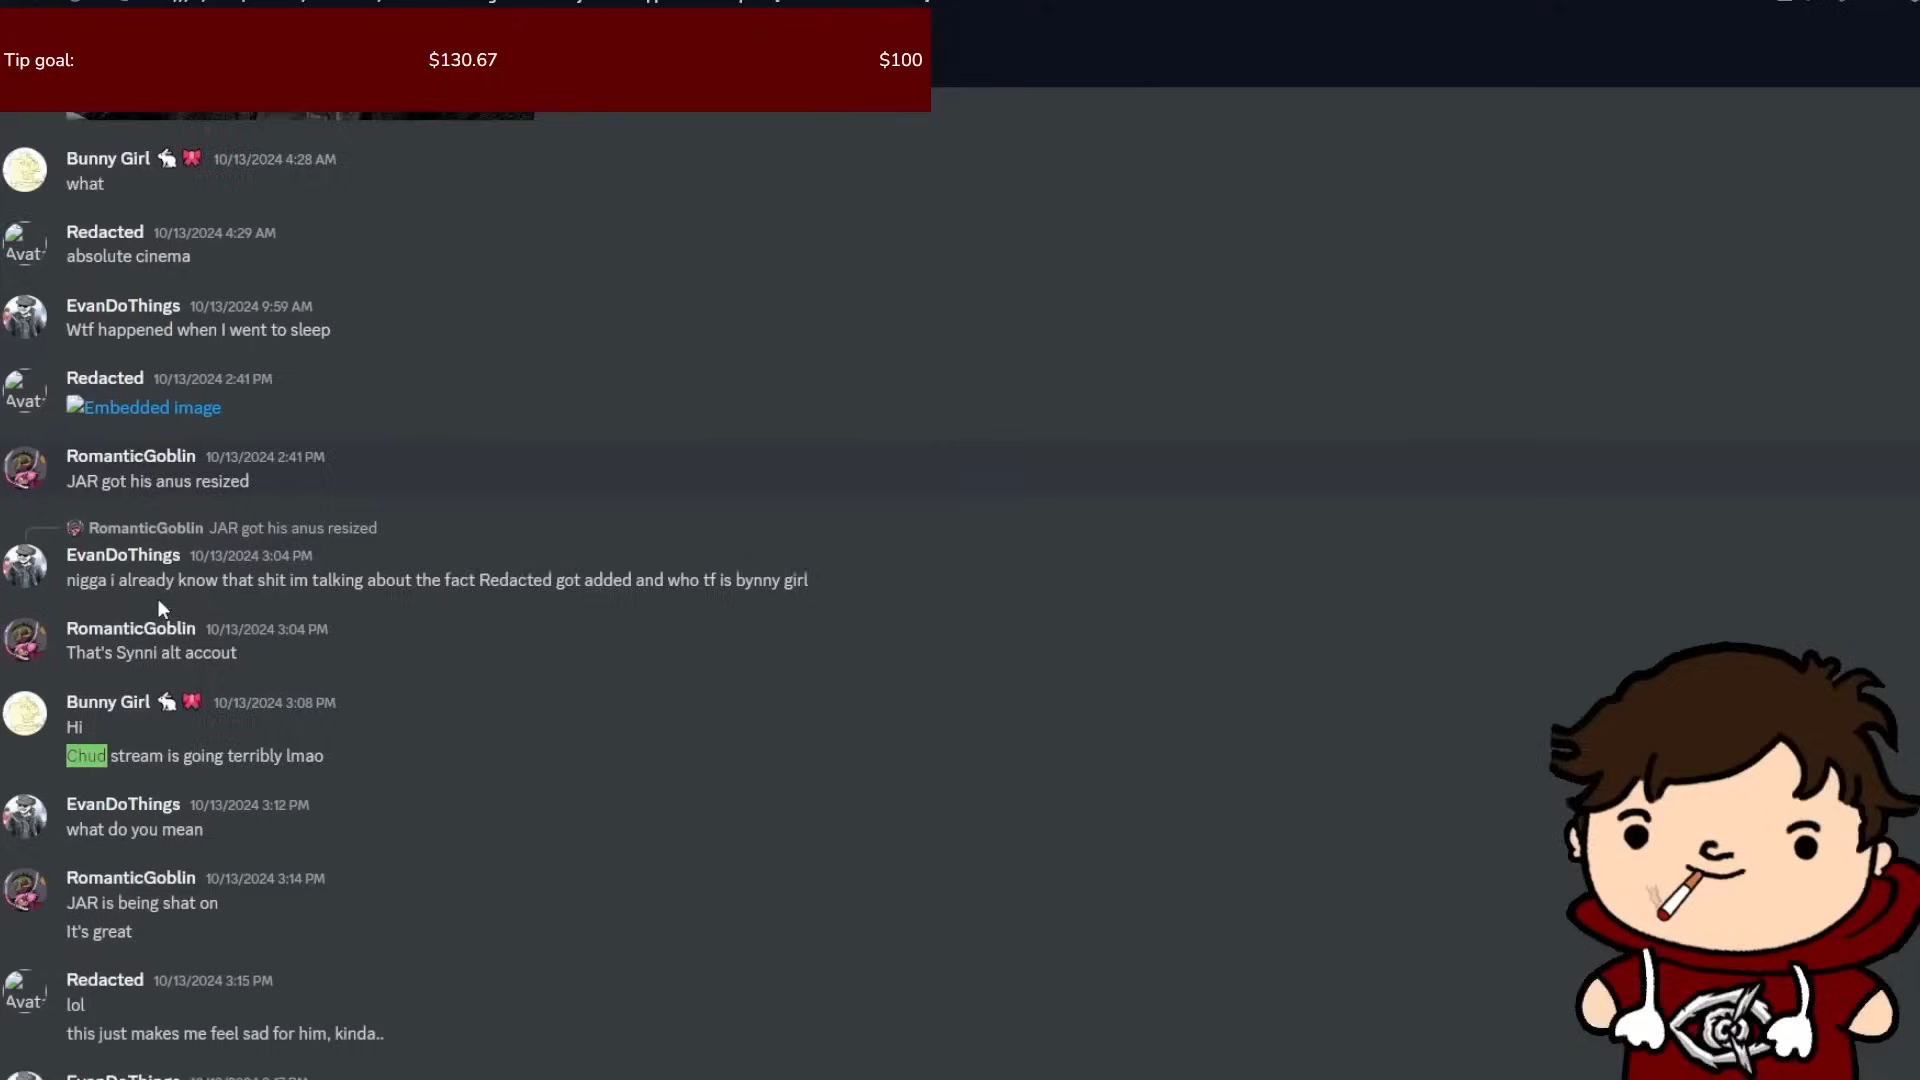 Tip goal: $130.67 $100
Bunny Girl 🐇 🎀 10/13/2024 4:28 AM
what
Redacted 10/13/2024 4:29 AM
Avat
absolute cinema
EvanDoThings 10/13/2024 9:59 AM
Wtf happened when I went to sleep
Redacted 10/13/2024 2:41 PM
Avat
Embedded image
RomanticGoblin 10/13/2024 2:41 PM
JAR got his anus resized
RomanticGoblin JAR got his anus resized
EvanDoThings 10/13/2024 3:04 PM
nigga i already know that shit im talking about the fact Redacted got added and who tf is bynny girl
RomanticGoblin 10/13/2024 3:04 PM
That's Synni alt accout
Bunny Girl 🐇 🎀 10/13/2024 3:08 PM
Hi
Chud stream is going terribly lmao
EvanDoThings 10/13/2024 3:12 PM
what do you mean
RomanticGoblin 10/13/2024 3:14 PM
JAR is being shat on
It's great
Redacted 10/13/2024 3:15 PM
Avat
lol
this just makes me feel sad for him, kinda..